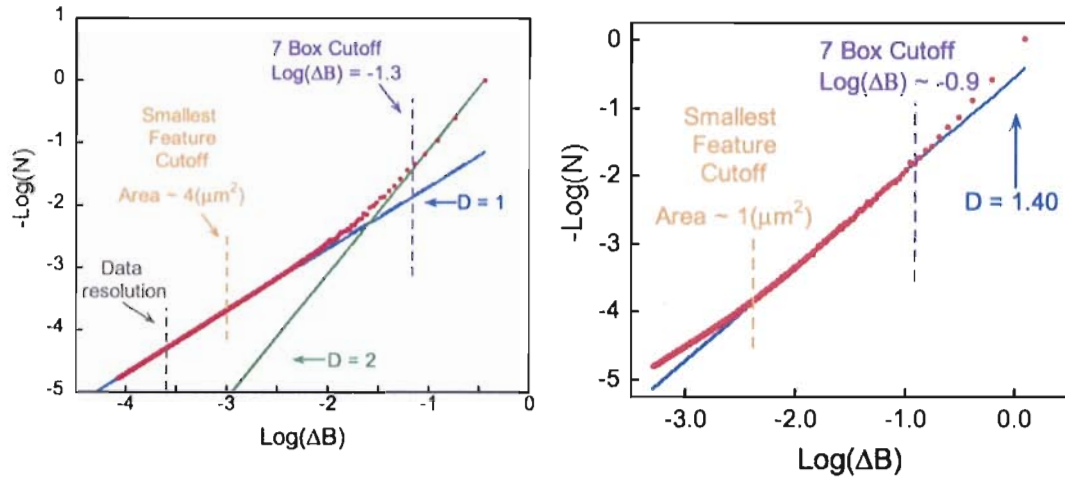 1
0
-1
-2
-3
-4
-5
-Log(N)
7 Box Cutoff
Log(ΔB) = -1.3
Smallest
Feature
Cutoff
Area ~ 4(μm²)
D = 1
Data
resolution
D = 2
-4
-3
-2
-1
0
Log(ΔB)
0
-1
-2
-3
-4
-5
-Log(N)
7 Box Cutoff
Log(ΔB) ~ -0.9
Smallest
Feature
Cutoff
Area ~ 1(μm²)
D = 1.40
-3.0
-2.0
-1.0
0.0
Log(ΔB)